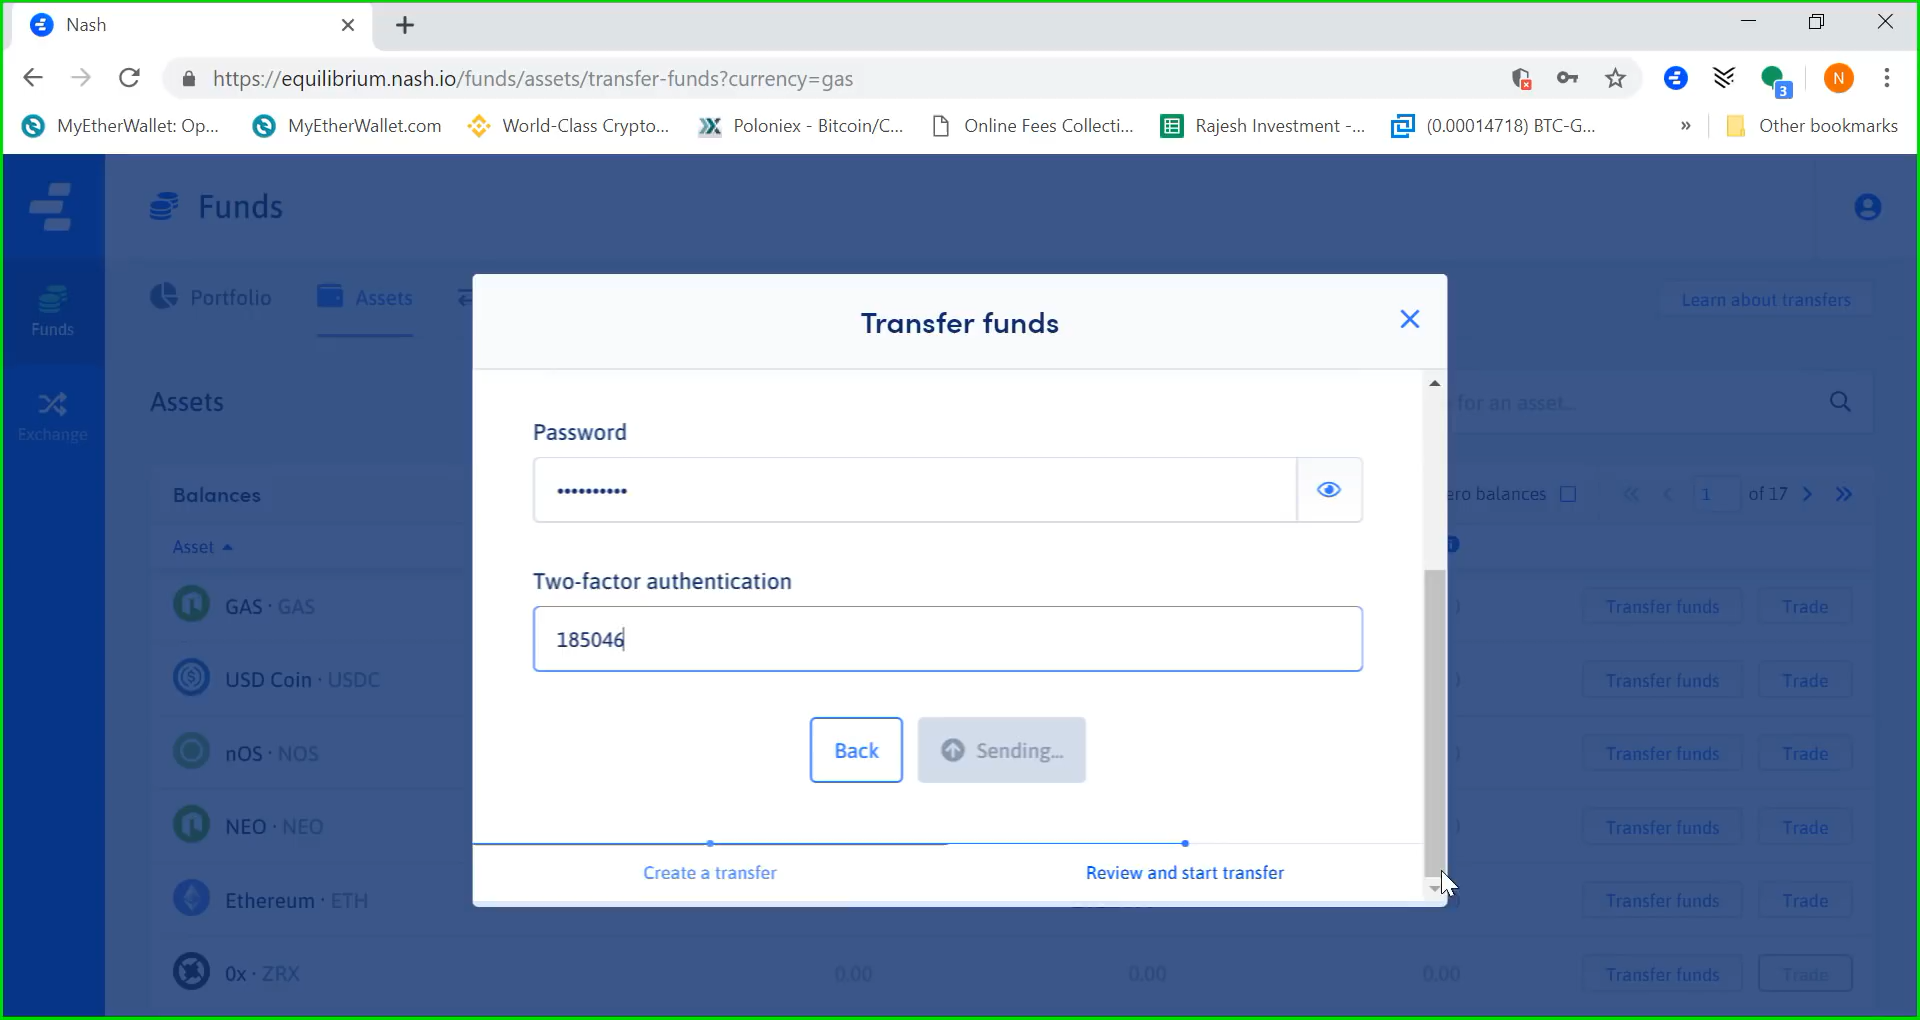 Nash
https://equilibrium.nash.io/funds/assets/transfer-funds?currency=gas
3
N
MyEtherWallet: Op...
MyEtherWallet.com
World-Class Crypto...
Poloniex - Bitcoin/C...
Online Fees Collecti...
Rajesh Investment -...
(0.00014718) BTC-G...
»
Other bookmarks
Funds
Funds
Exchange
Portfolio
Assets
Learn about transfers
Assets
for an asset...
Balances
ero balances
1 of 17
Asset
GAS · GAS
Transfer funds Trade
USD Coin · USDC
Transfer funds Trade
nOS · NOS
Transfer funds Trade
NEO · NEO
Transfer funds Trade
Ethereum · ETH
Transfer funds Trade
0x · ZRX 0.00 0.00 0.00 Transfer funds Trade
Transfer funds
Password
••••••••••
Two-factor authentication
185046
Back
Sending...
Create a transfer
Review and start transfer